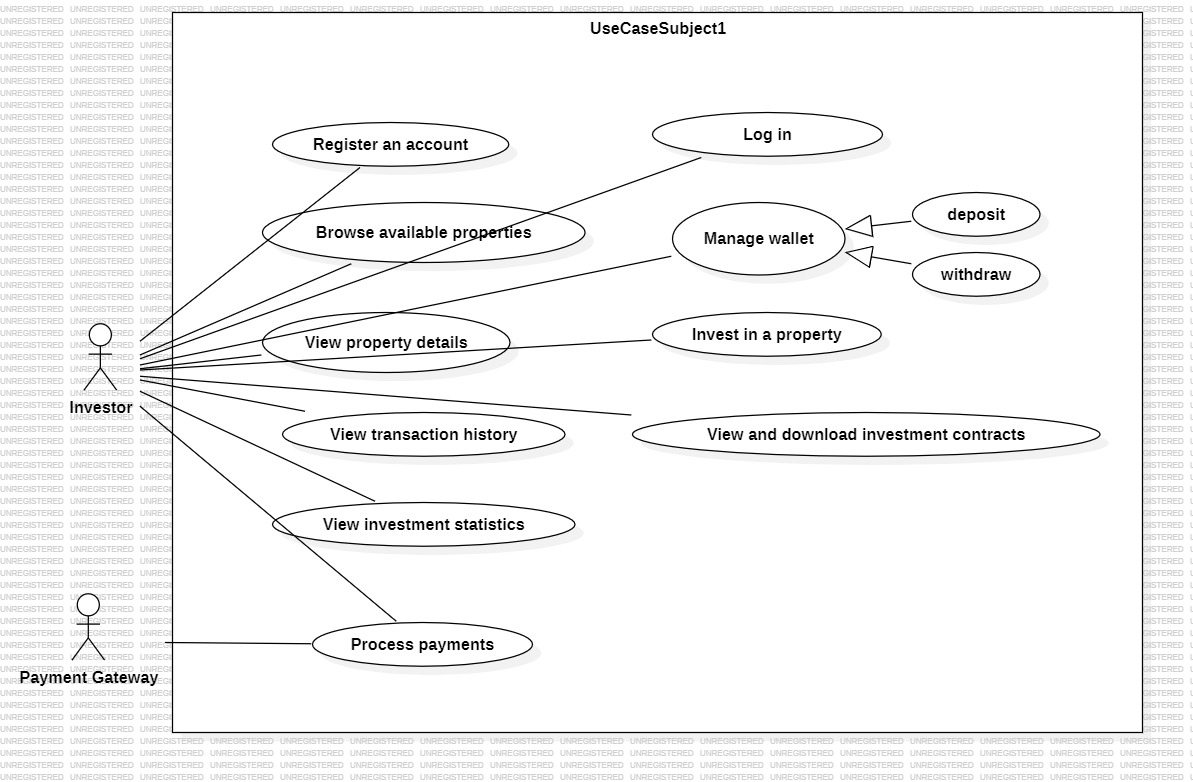 UseCaseSubject1
Register an account
Log in
Browse available properties
Manage wallet
deposit
withdraw
View property details
Invest in a property
Investor
View transaction history
View and download investment contracts
View investment statistics
Process payments
Payment Gateway
UNREGISTERED